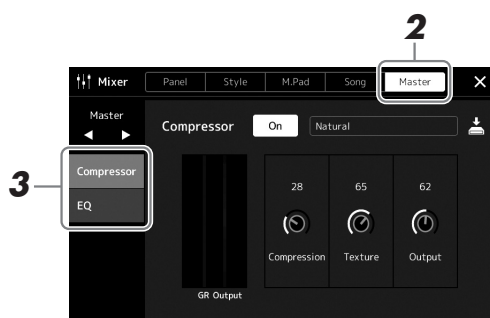 2
Mixer Panel Style M.Pad Song Master
Master
Compressor On Natural
3
Compressor
EQ
28 65 62
Compression Texture Output
GR Output